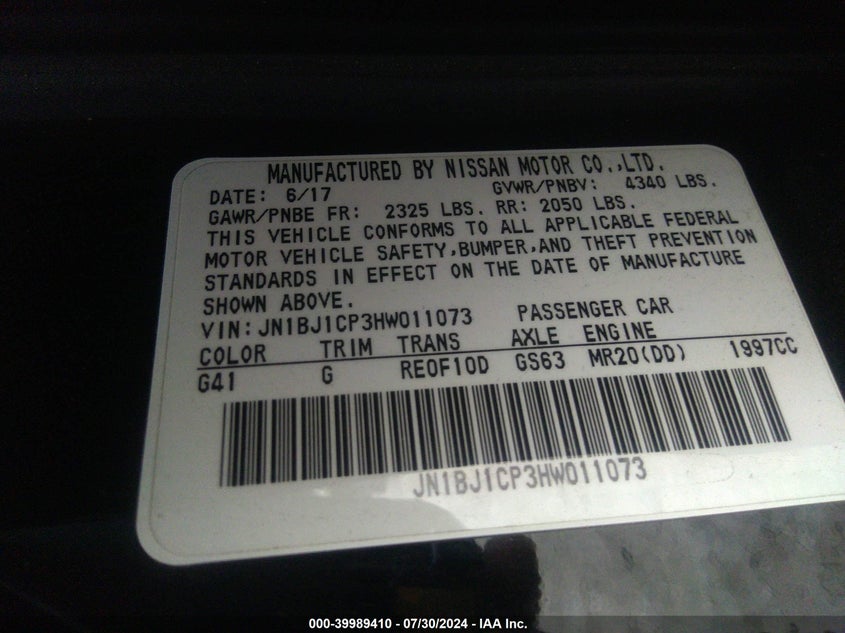 MANUFACTURED BY NISSAN MOTOR CO.,LTD.
DATE: 6/17 GVWR/PNBV: 4340 LBS.
GAWR/PNBE FR: 2325 LBS. RR: 2050 LBS.
THIS VEHICLE CONFORMS TO ALL APPLICABLE FEDERAL
MOTOR VEHICLE SAFETY,BUMPER,AND THEFT PREVENTION
STANDARDS IN EFFECT ON THE DATE OF MANUFACTURE
SHOWN ABOVE.
VIN:JN1BJ1CP3HW011073 PASSENGER CAR
COLOR TRIM TRANS AXLE ENGINE
G41 G RE0F10D GS63 MR20(DD) 1997CC
JN1BJ1CP3HW011073
000-39989410 - 07/30/2024 - IAA Inc.